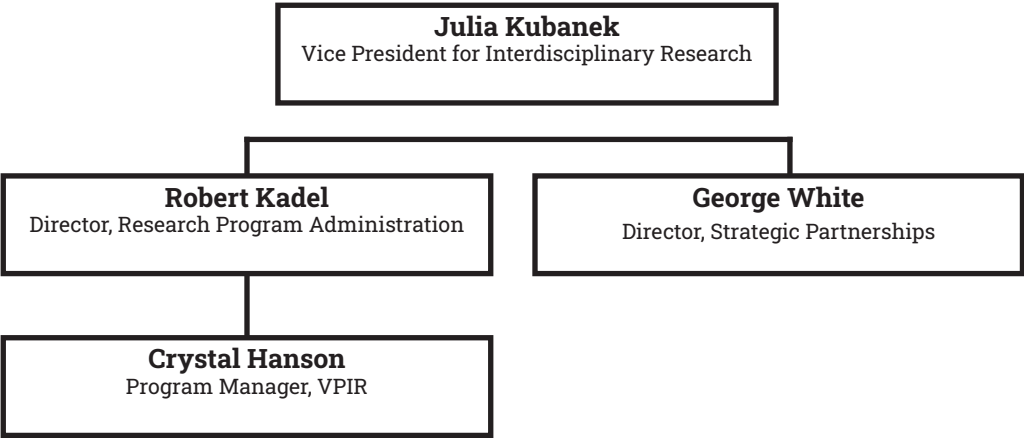 Julia Kubanek
Vice President for Interdisciplinary Research
Robert Kadel
Director, Research Program Administration
George White
Director, Strategic Partnerships
Crystal Hanson
Program Manager, VPIR